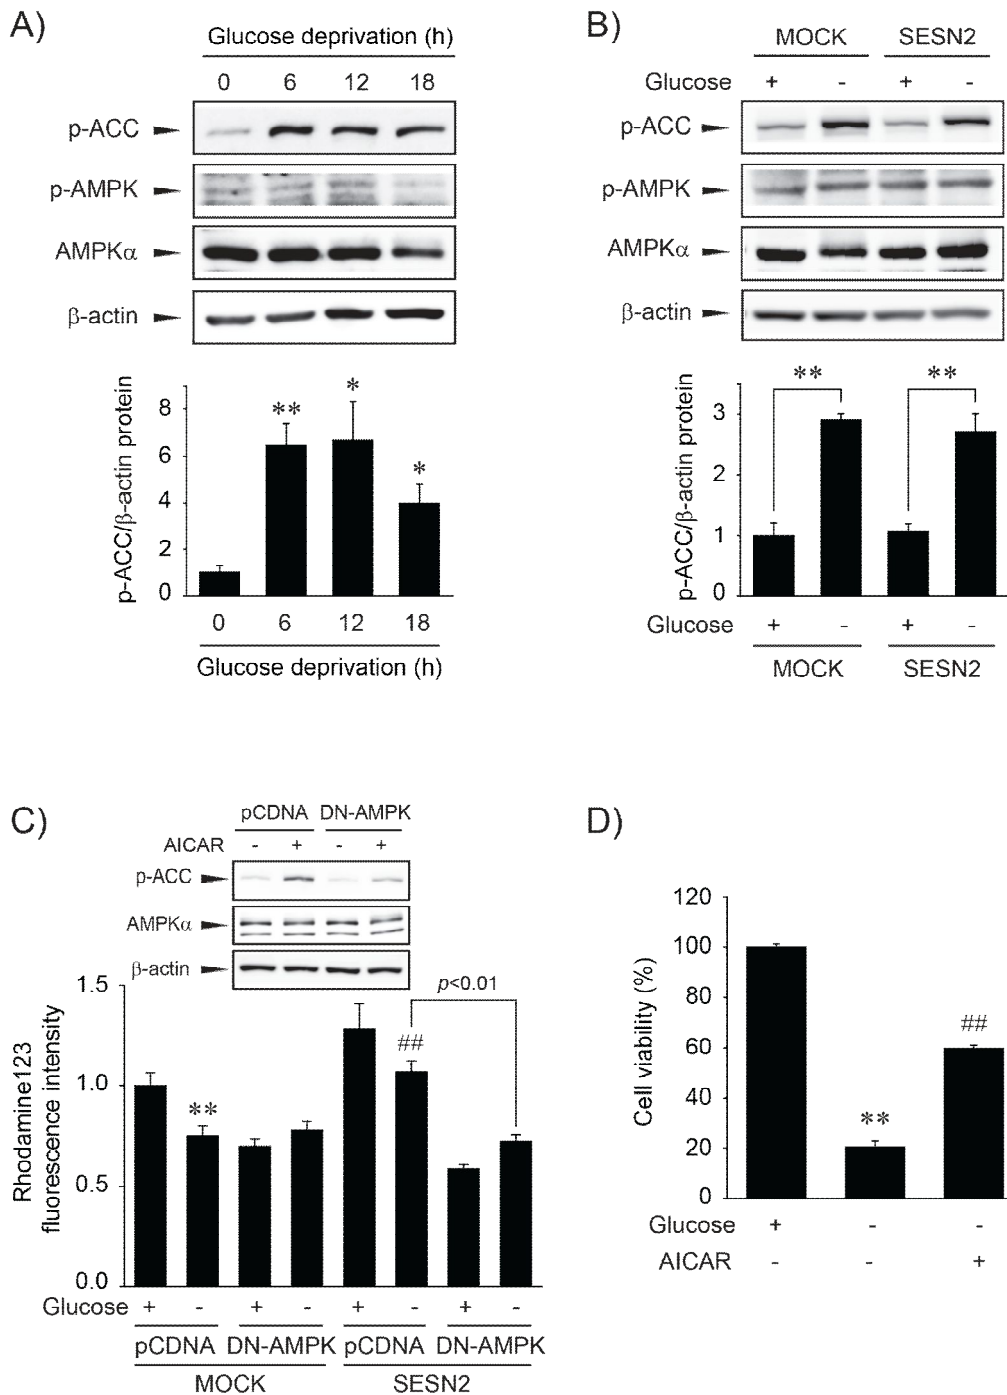 A)
Glucose deprivation (h)
0 6 12 18
p-ACC
p-AMPK
AMPKα
β-actin
p-ACC/β-actin protein
8
6
4
2
0
** * *
0 6 12 18
Glucose deprivation (h)
B)
MOCK SESN2
Glucose + - + -
p-ACC
p-AMPK
AMPKα
β-actin
p-ACC/β-actin protein
3
2
1
0
** **
Glucose + - + -
MOCK SESN2
C)
pCDNA DN-AMPK
AICAR - + - +
p-ACC
AMPKα
β-actin
Rhodamine123
fluorescence intensity
1.5
1.0
0.5
0.0
**
##
p<0.01
Glucose + - + - + - + -
pCDNA DN-AMPK pCDNA DN-AMPK
MOCK SESN2
D)
Cell viability (%)
120
100
80
60
40
20
0
**
##
Glucose + - -
AICAR - - +